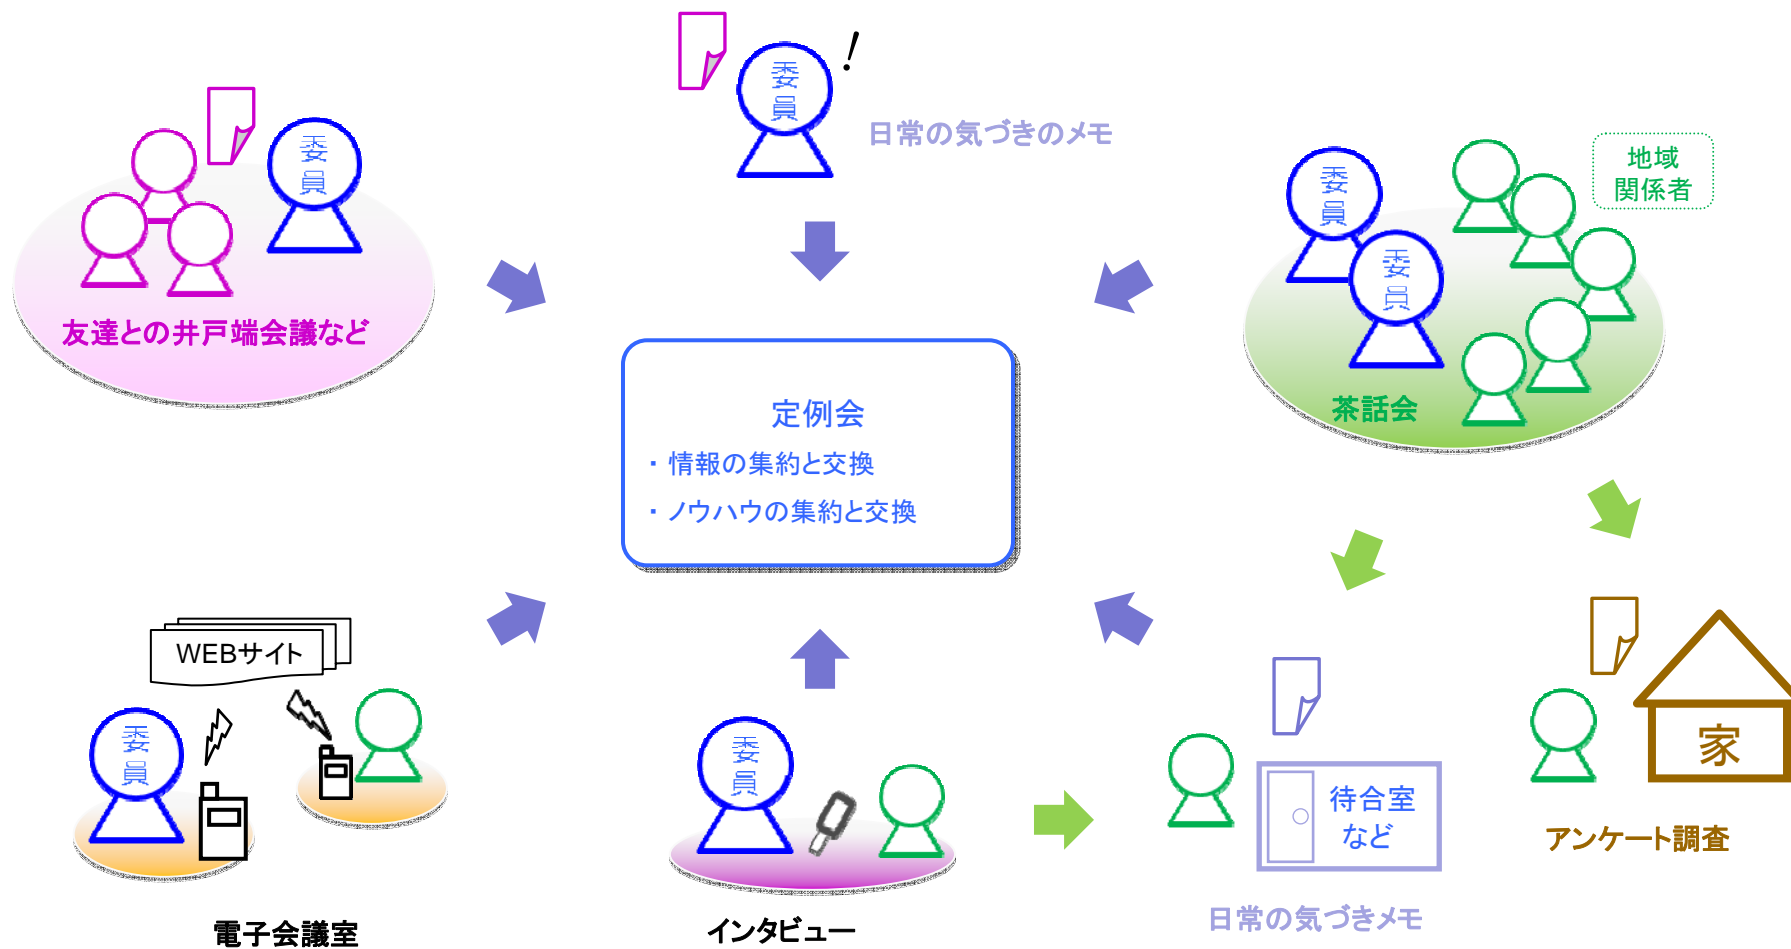 委員
日常の気づきのメモ
委員
友達との井戸端会議など
委員
委員
地域
関係者
茶話会
定例会
・情報の集約と交換
・ノウハウの集約と交換
WEBサイト
委員
電子会議室
委員
インタビュー
待合室
など
日常の気づきメモ
家
アンケート調査